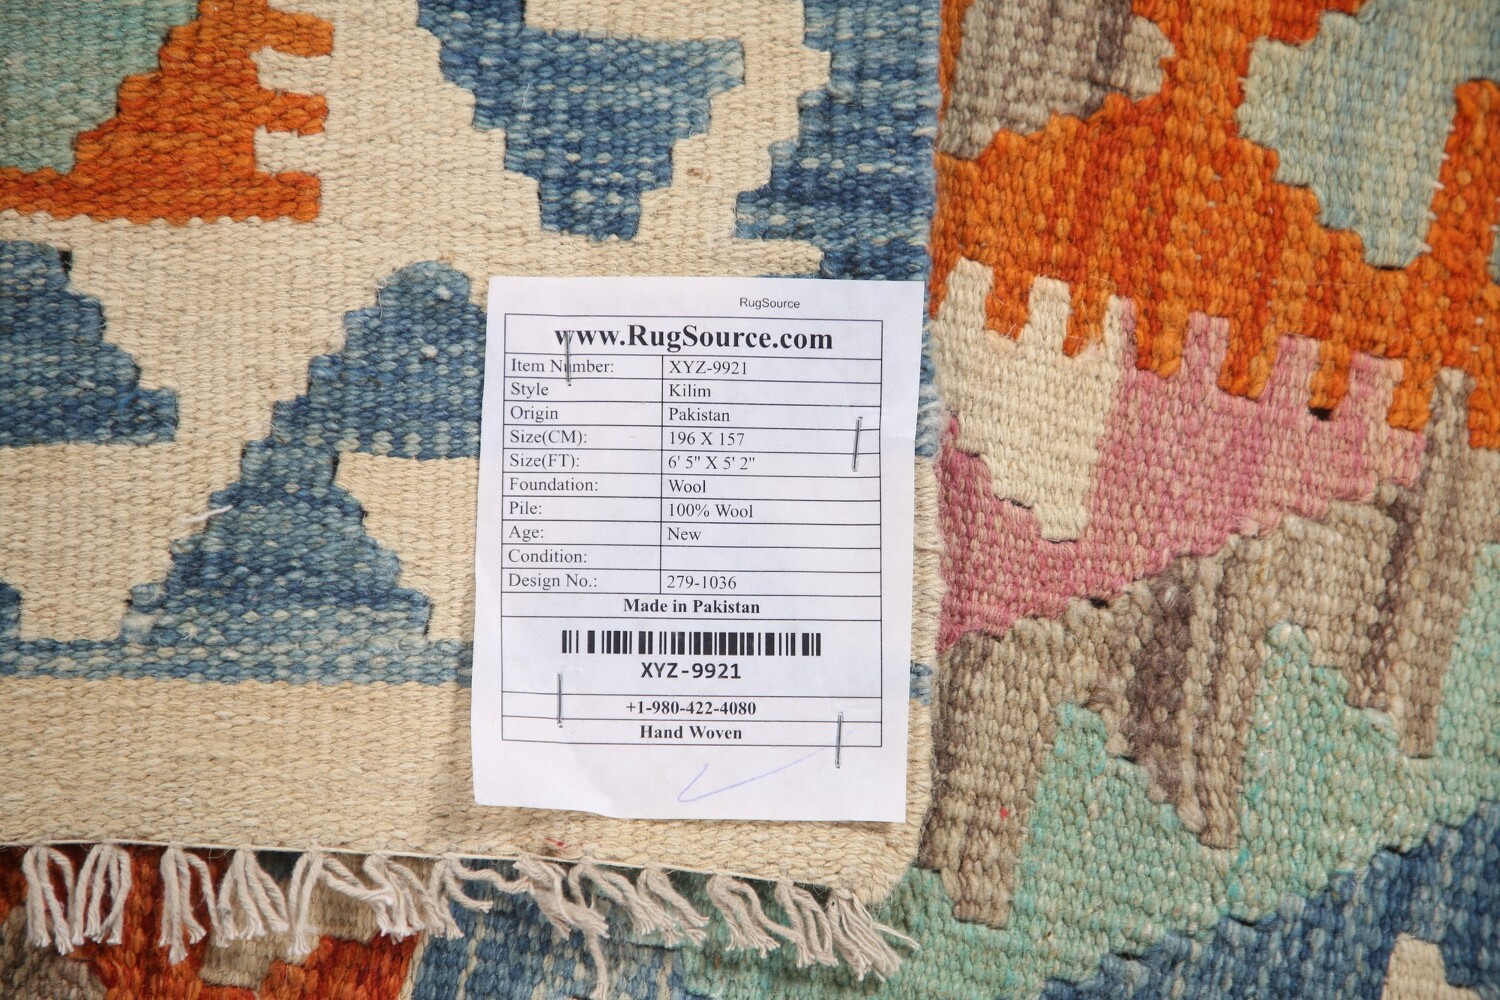 RugSource
www.RugSource.com
Item Number: XYZ-9921
Style Kilim
Origin Pakistan
Size(CM): 196 X 157
Size(FT): 6' 5" X 5' 2"
Foundation: Wool
Pile: 100% Wool
Age: New
Condition:
Design No.: 279-1036
Made in Pakistan
XYZ-9921
+1-980-422-4080
Hand Woven